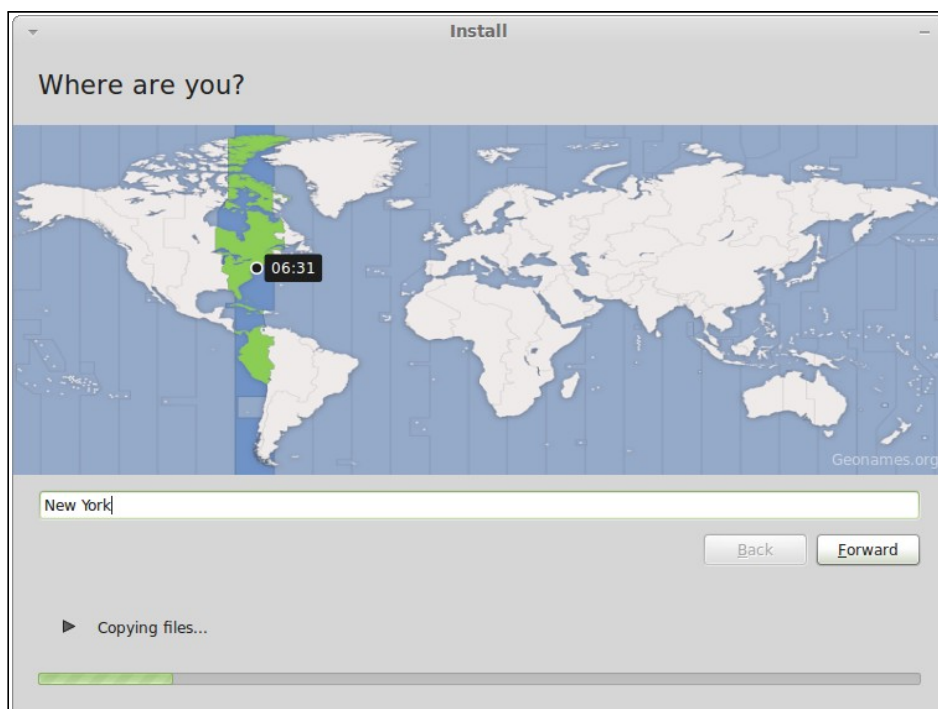 Install
Where are you?
06:31
Geonames.org
New York
Back
Forward
Copying files...